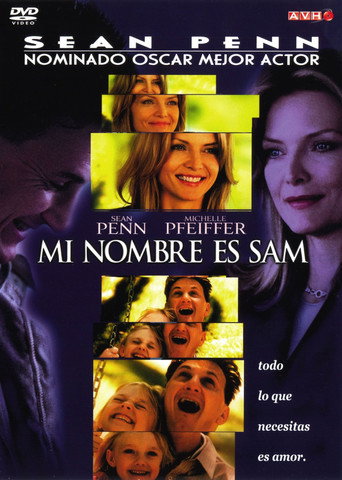 DVD
VIDEO
AVH
SEAN PENN
NOMINADO OSCAR MEJOR ACTOR
SEAN PENN
MICHELLE PFEIFFER
MI NOMBRE ES SAM
todo
lo que
necesitas
es amor.